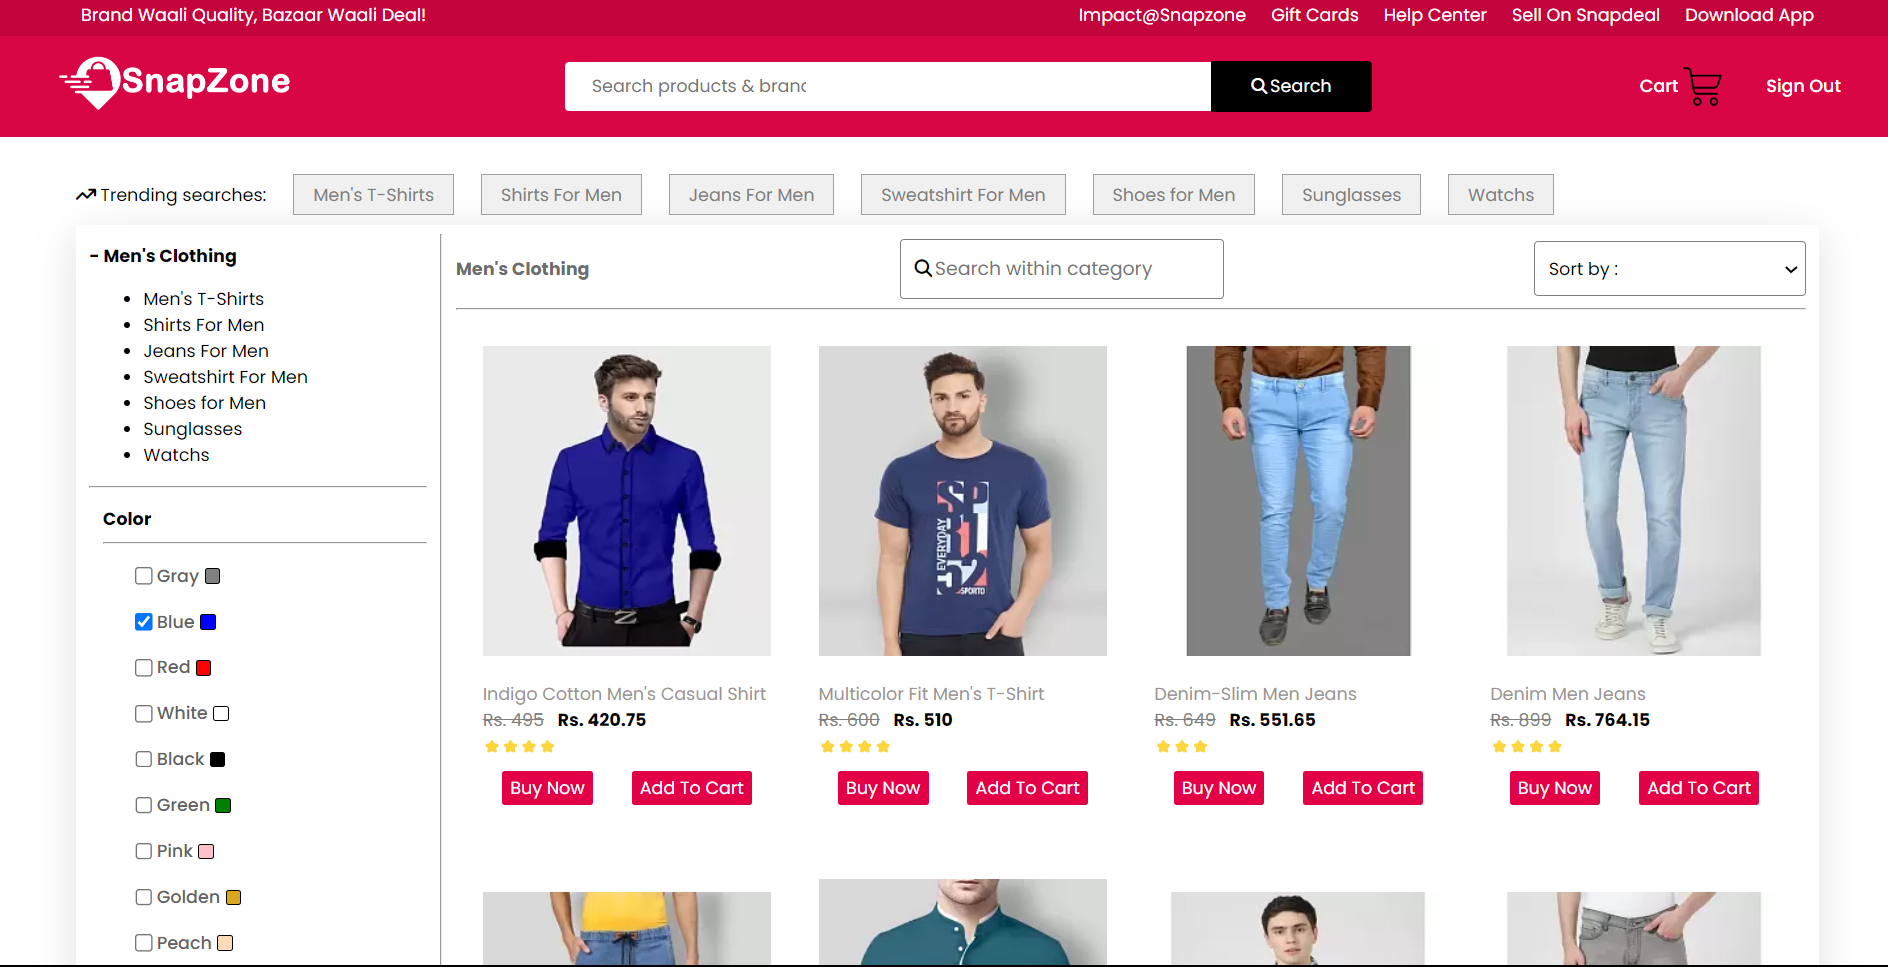 Brand Waali Quality, Bazaar Waali Deal!
Impact@Snapzone Gift Cards Help Center Sell On Snapdeal Download App
SnapZone
Search products & branc
Search
Cart
Sign Out
Trending searches: Men's T-Shirts Shirts For Men Jeans For Men Sweatshirt For Men Shoes for Men Sunglasses Watchs
- Men's Clothing
Men's T-Shirts
Shirts For Men
Jeans For Men
Sweatshirt For Men
Shoes for Men
Sunglasses
Watchs
Color
Gray
Blue
Red
White
Black
Green
Pink
Golden
Peach
Men's Clothing
Search within category
Sort by :
EVERYDAY
SP
51
52
SPORTO
Indigo Cotton Men's Casual Shirt
Rs. 495 Rs. 420.75
Buy Now Add To Cart
Multicolor Fit Men's T-Shirt
Rs. 600 Rs. 510
Buy Now Add To Cart
Denim-Slim Men Jeans
Rs. 649 Rs. 551.65
Buy Now Add To Cart
Denim Men Jeans
Rs. 899 Rs. 764.15
Buy Now Add To Cart